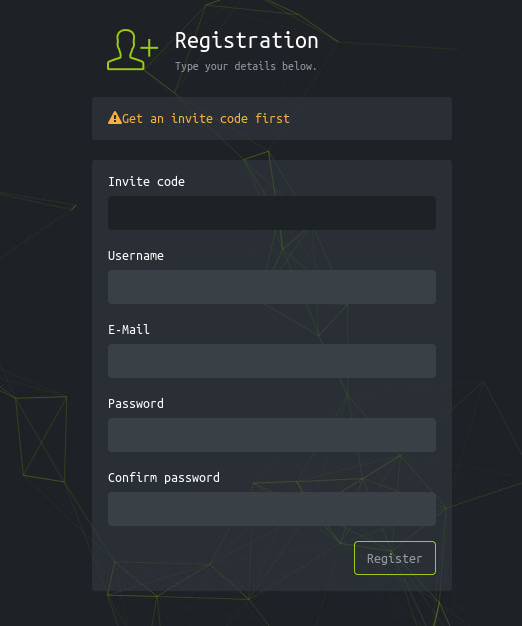 Registration
Type your details below.
Get an invite code first
Invite code
Username
E-Mail
Password
Confirm password
Register